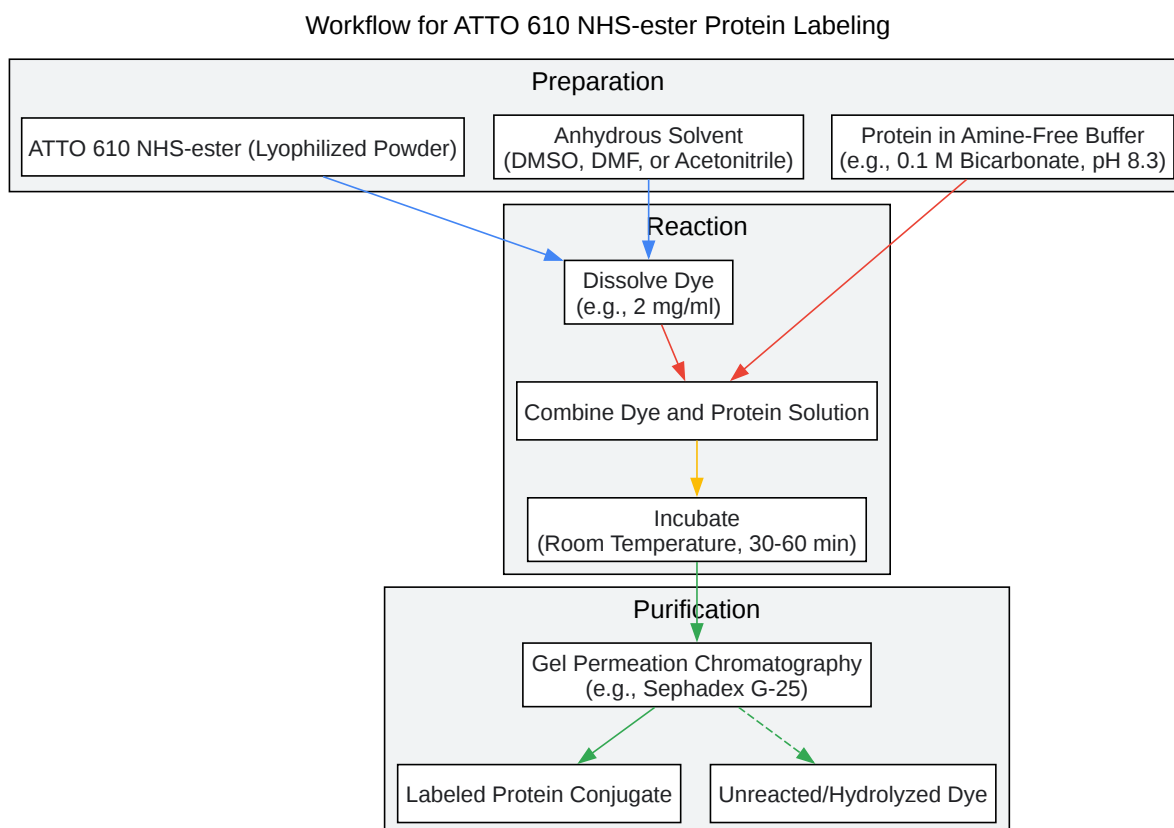 Workflow for ATTO 610 NHS-ester Protein Labeling
Preparation
ATTO 610 NHS-ester (Lyophilized Powder)
Anhydrous Solvent
(DMSO, DMF, or Acetonitrile)
Protein in Amine-Free Buffer
(e.g., 0.1 M Bicarbonate, pH 8.3)
Reaction
Dissolve Dye
(e.g., 2 mg/ml)
Combine Dye and Protein Solution
Incubate
(Room Temperature, 30-60 min)
Purification
Gel Permeation Chromatography
(e.g., Sephadex G-25)
Labeled Protein Conjugate
Unreacted/Hydrolyzed Dye